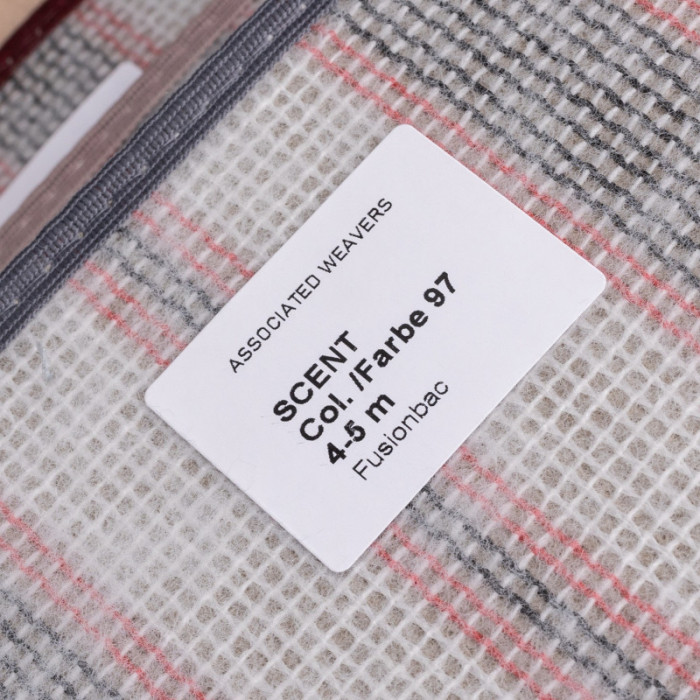 ASSOCIATED WEAVERS
SCENT
Col. /Farbe 97
4-5 m
Fusionbac